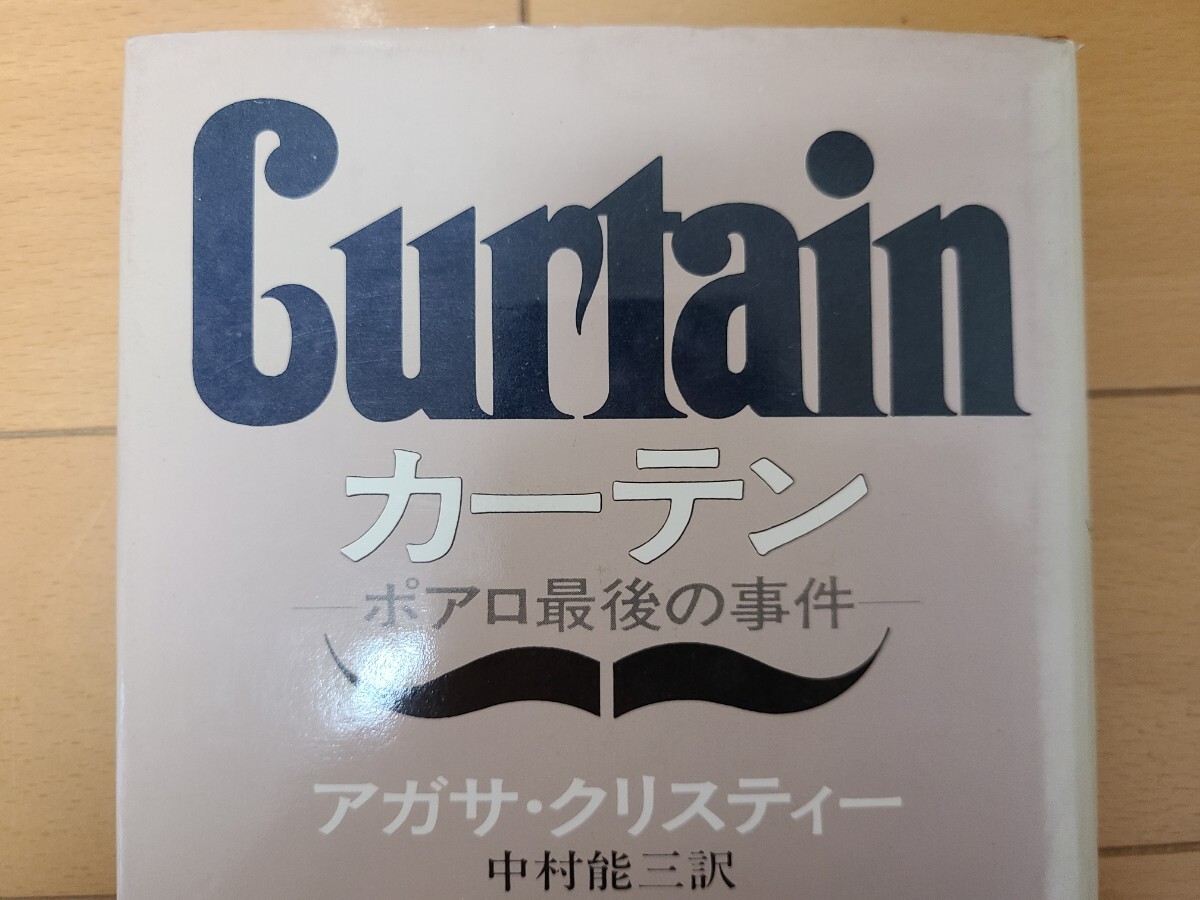 Curtain
カーテン
―ポアロ最後の事件―
アガサ・クリスティー
中村能三訳